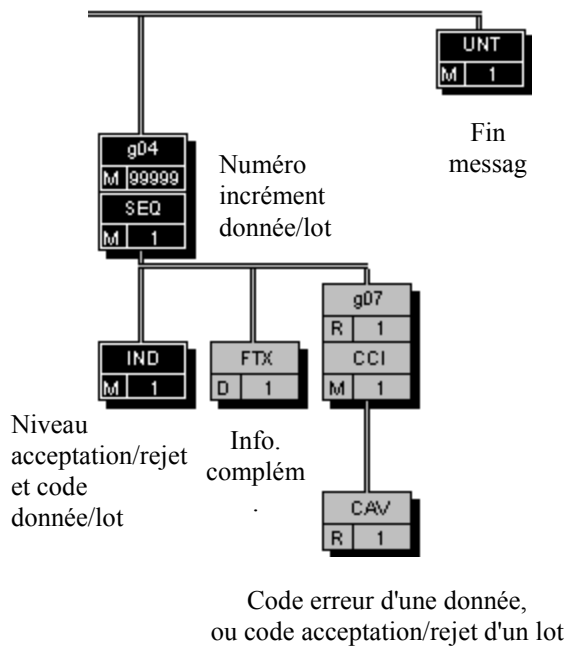 UNT
M 1
Fin
messag
g04
M 99999
SEQ
M 1
Numéro
incrément
donnée/lot
IND
M 1
Niveau
acceptation/rejet
et code
donnée/lot
FTX
D 1
Info.
complém
.
g07
R 1
CCI
M 1
CAV
R 1
Code erreur d'une donnée,
ou code acceptation/rejet d'un lot